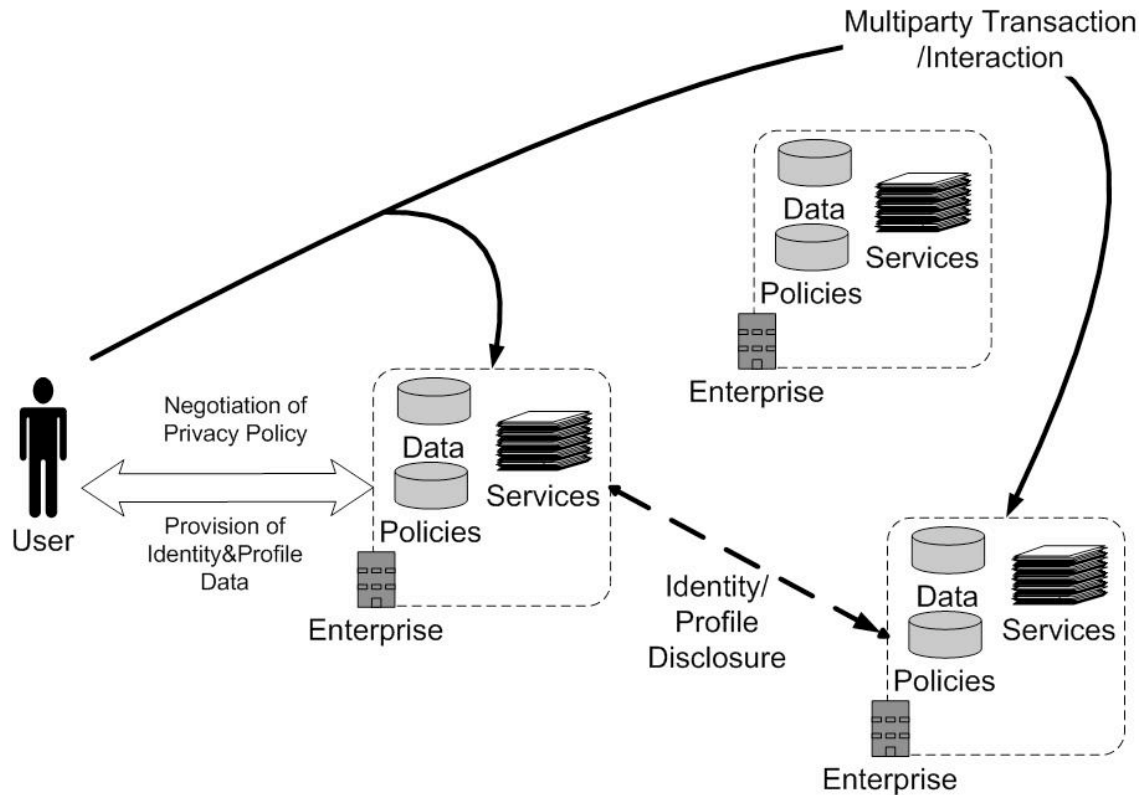 Multiparty Transaction
/Interaction
Data
Services
Policies
Enterprise
Negotiation of
Privacy Policy
User
Provision of
Identity&Profile
Data
Data
Services
Policies
Enterprise
Identity/
Profile
Disclosure
Data
Services
Policies
Enterprise